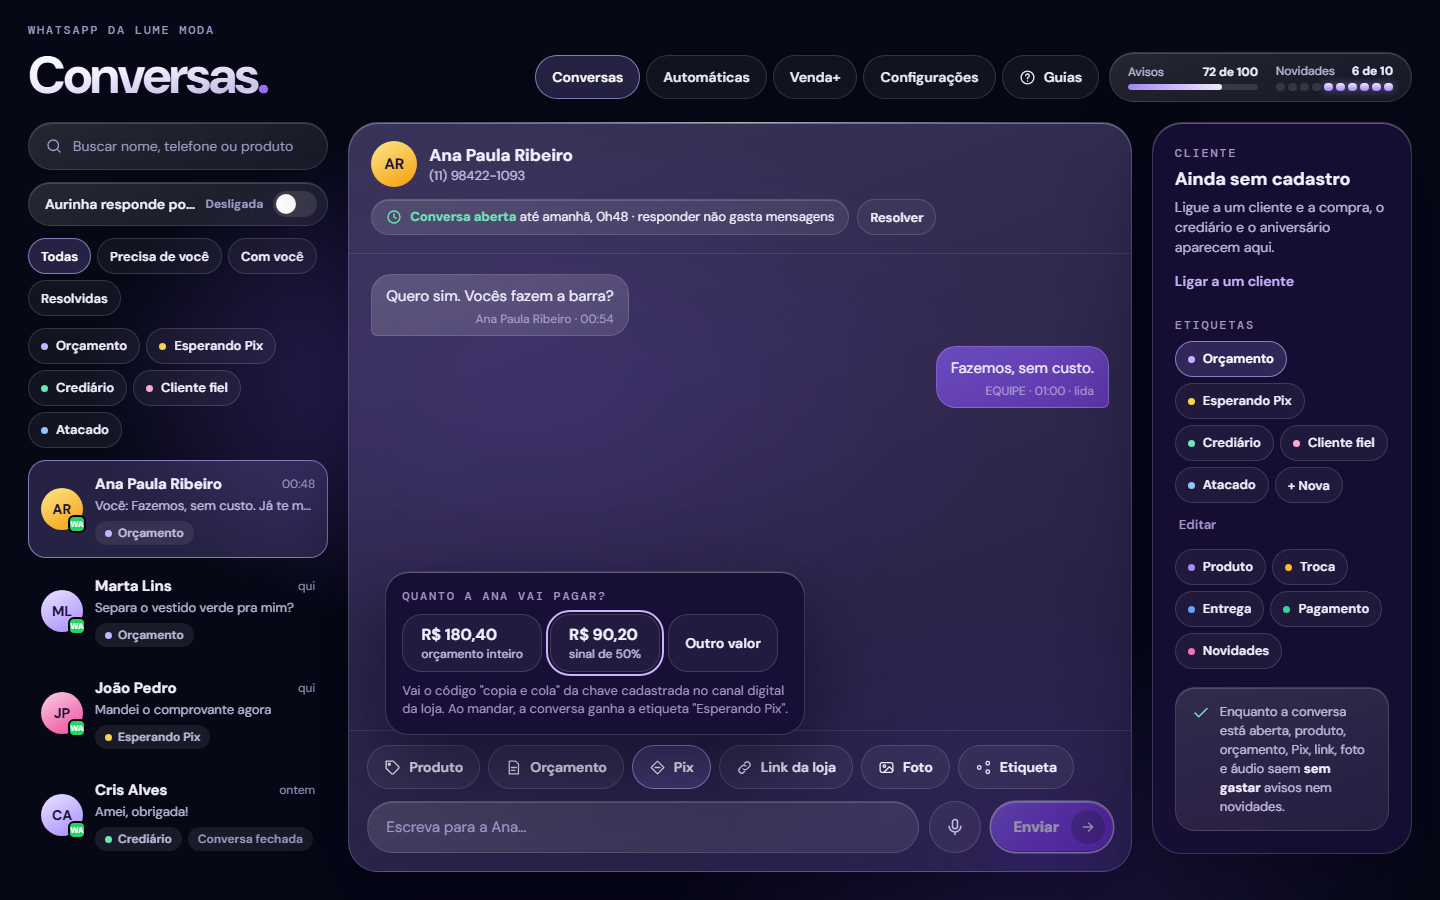 WHATSAPP DA LUME MODA
Conversas.
Conversas
Automáticas
Venda+
Configurações
Guias
Avisos 72 de 100
Novidades 6 de 10
Buscar nome, telefone ou produto
Aurinha responde po... Desligada
Todas
Precisa de você
Com você
Resolvidas
Orçamento
Esperando Pix
Crediário
Cliente fiel
Atacado
AR
WA
Ana Paula Ribeiro 00:48
Você: Fazemos, sem custo. Já te m...
Orçamento
ML
WA
Marta Lins qui
Separa o vestido verde pra mim?
Orçamento
JP
WA
João Pedro qui
Mandei o comprovante agora
Esperando Pix
CA
WA
Cris Alves ontem
Amei, obrigada!
Crediário
Conversa fechada
AR
Ana Paula Ribeiro
(11) 98422-1093
Conversa aberta até amanhã, 0h48 · responder não gasta mensagens
Resolver
Quero sim. Vocês fazem a barra?
Ana Paula Ribeiro · 00:54
Fazemos, sem custo.
EQUIPE · 01:00 · lida
QUANTO A ANA VAI PAGAR?
R$ 180,40
orçamento inteiro
R$ 90,20
sinal de 50%
Outro valor
Vai o código "copia e cola" da chave cadastrada no canal digital
da loja. Ao mandar, a conversa ganha a etiqueta "Esperando Pix".
Produto
Orçamento
Pix
Link da loja
Foto
Etiqueta
Escreva para a Ana...
Enviar
CLIENTE
Ainda sem cadastro
Ligue a um cliente e a compra, o
crediário e o aniversário
aparecem aqui.
Ligar a um cliente
ETIQUETAS
Orçamento
Esperando Pix
Crediário
Cliente fiel
Atacado
+ Nova
Editar
Produto
Troca
Entrega
Pagamento
Novidades
Enquanto a conversa
está aberta, produto,
orçamento, Pix, link, foto
e áudio saem sem
gastar avisos nem
novidades.